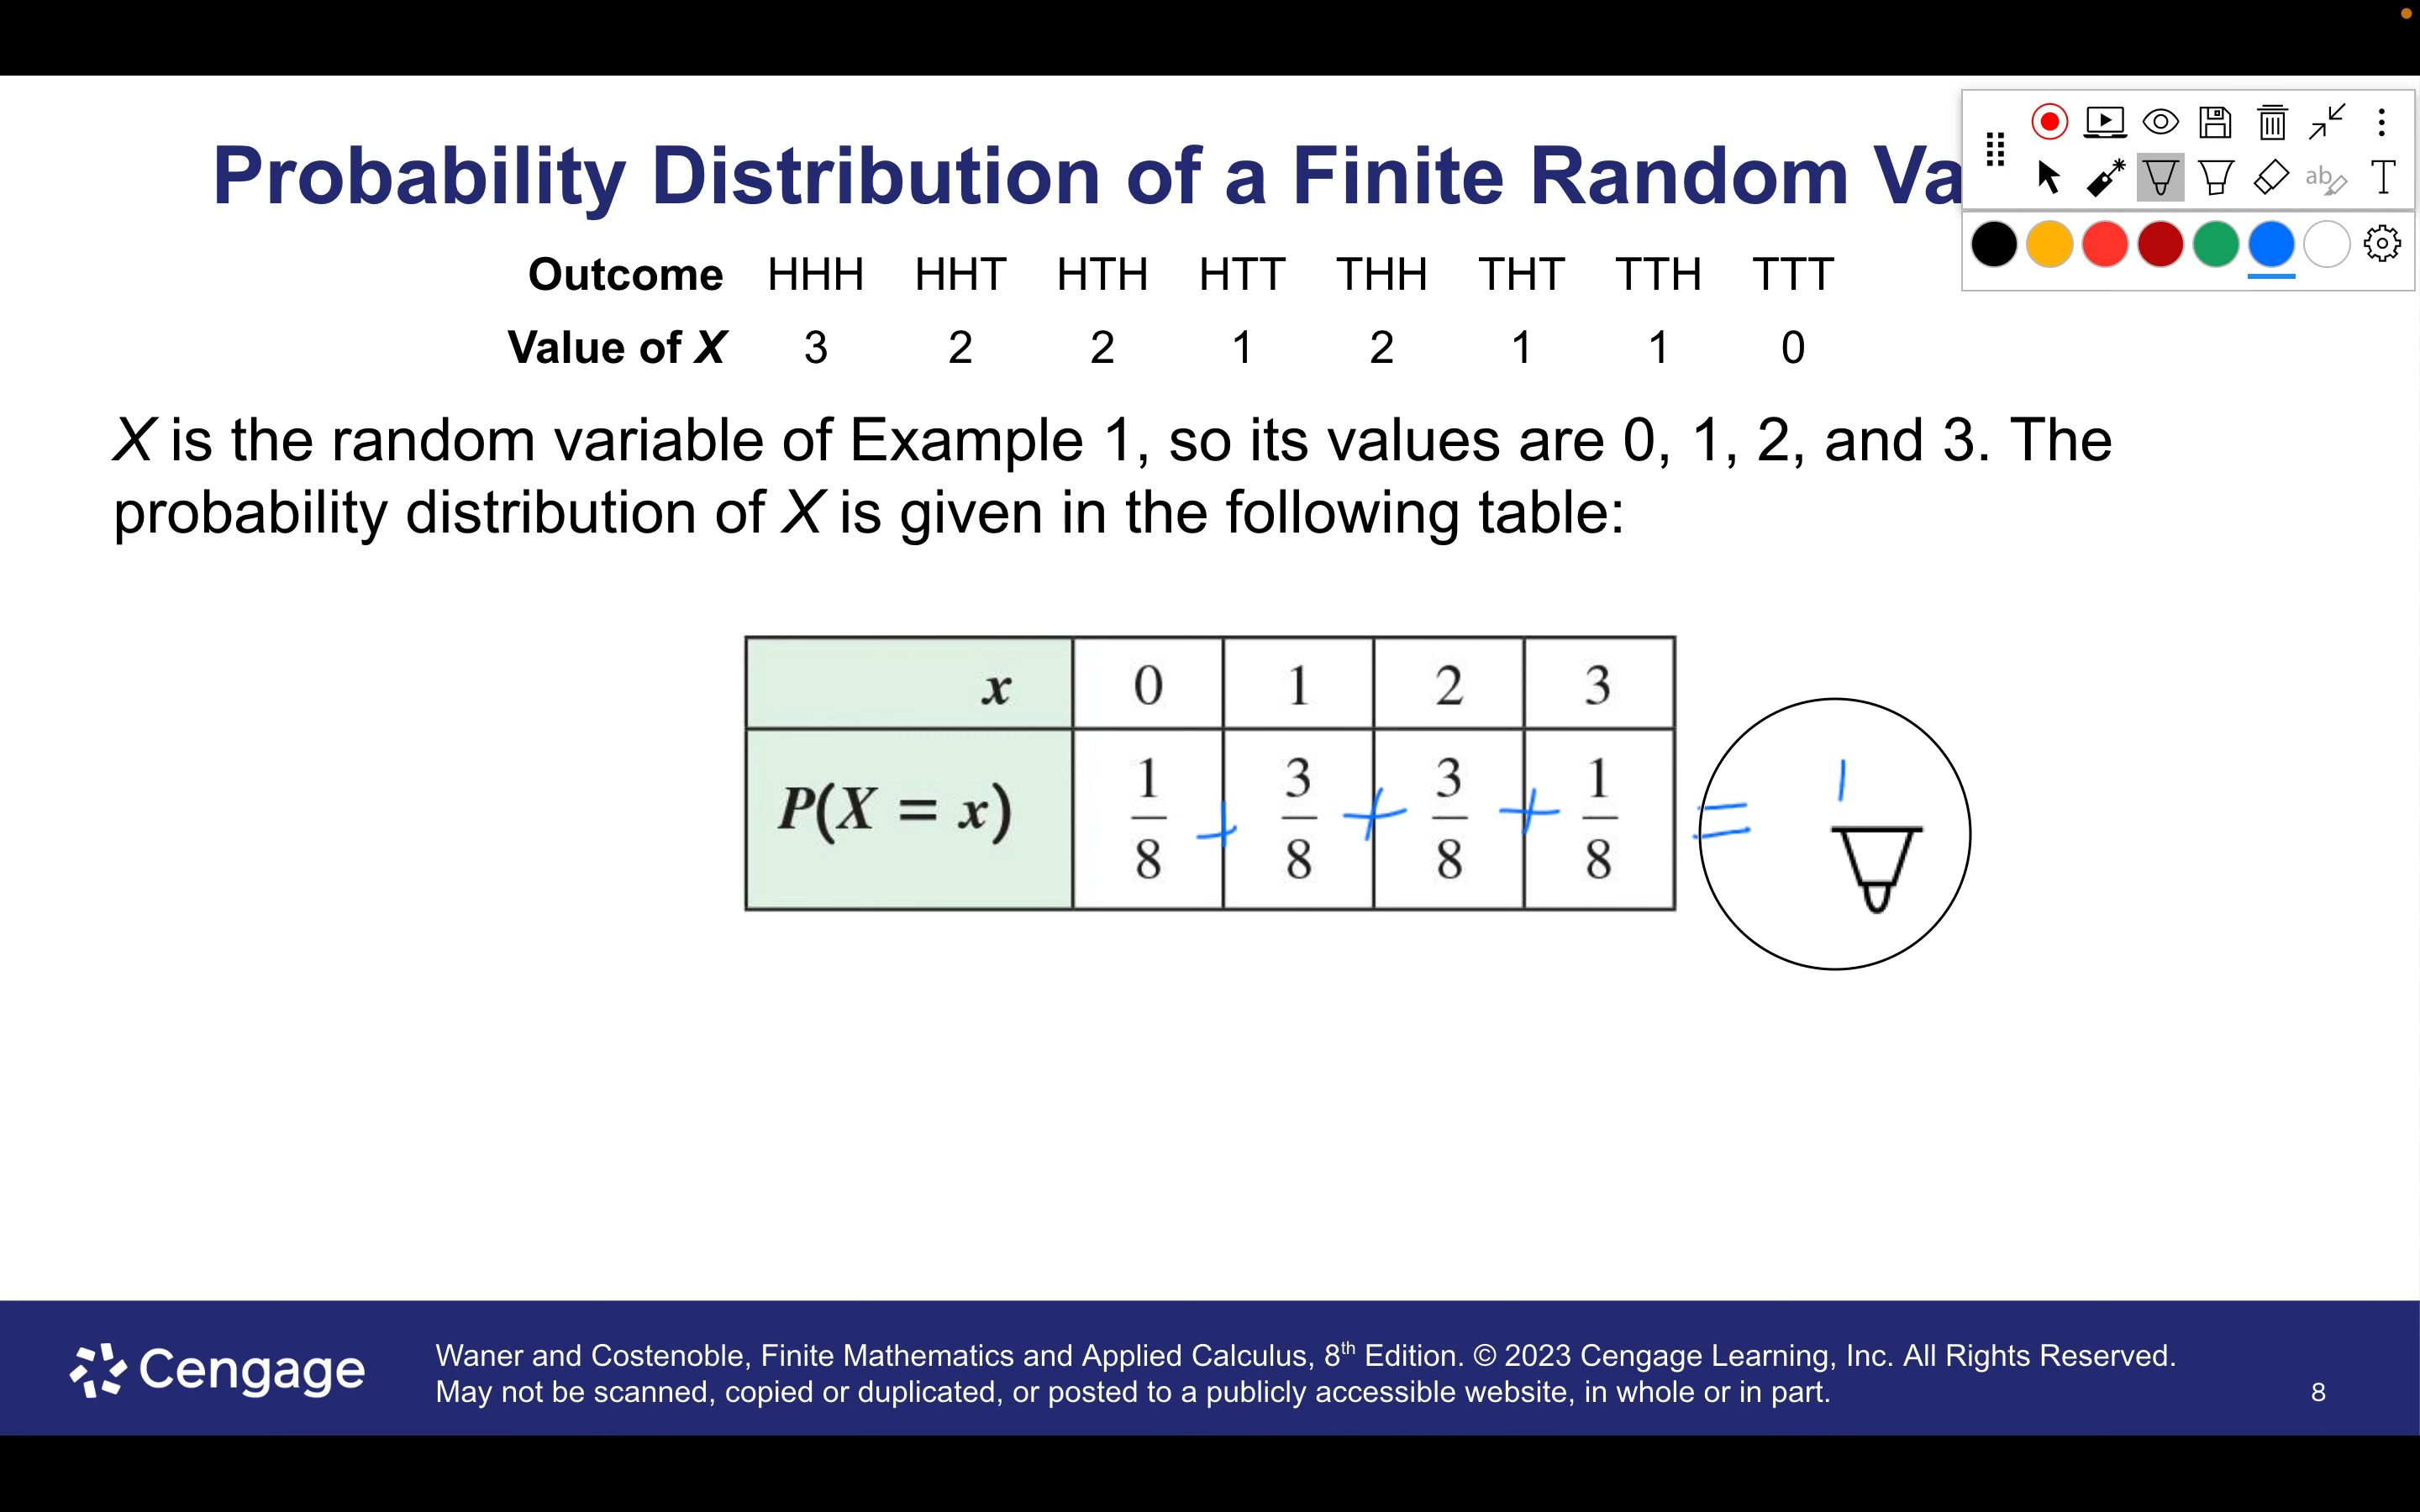 Probability Distribution of a Finite Random Va
Outcome HHH HHT HTH HTT THH THT TTH TTT
Value of X 3 2 2 1 2 1 1 0
X is the random variable of Example 1, so its values are 0, 1, 2, and 3. The
probability distribution of X is given in the following table:
x 0 1 2 3
P(X = x) 1/8 + 3/8 + 3/8 + 1/8 = 1
Cengage
Waner and Costenoble, Finite Mathematics and Applied Calculus, 8th Edition. © 2023 Cengage Learning, Inc. All Rights Reserved.
May not be scanned, copied or duplicated, or posted to a publicly accessible website, in whole or in part.
8
ab
T